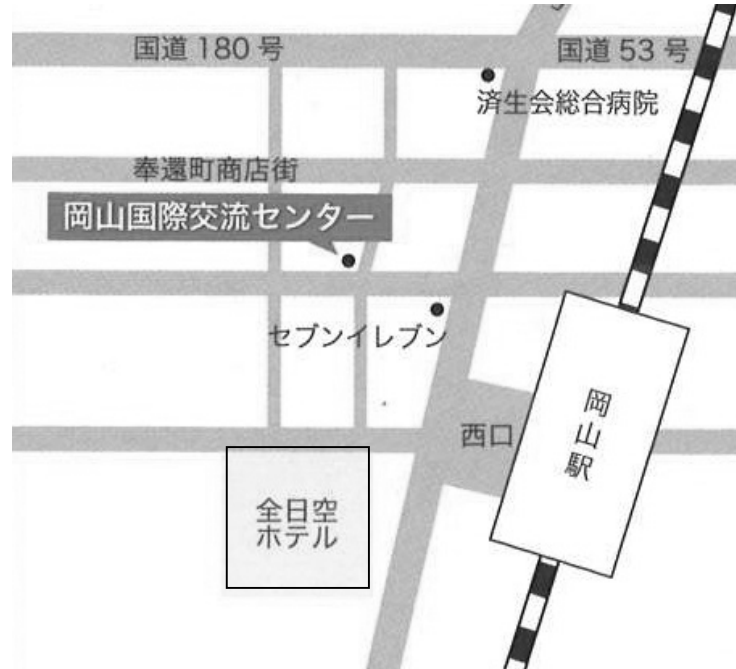 国道 180 号
国道 53 号
済生会総合病院
奉還町商店街
岡山国際交流センター
セブンイレブン
岡山駅
西口
全日空
ホテル